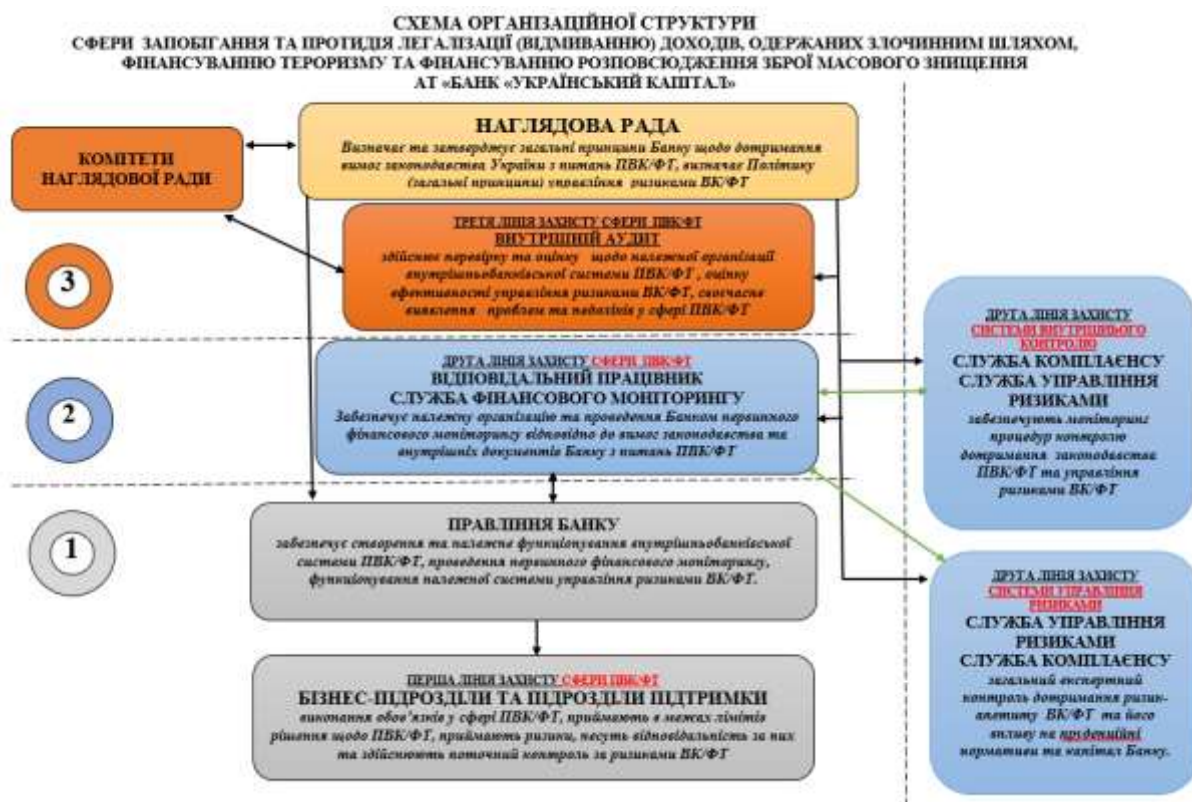 СХЕМА ОРГАНІЗАЦІЙНОЇ СТРУКТУРИ
СФЕРИ ЗАПОБІГАННЯ ТА ПРОТИДІЯ ЛЕГАЛІЗАЦІЇ (ВІДМИВАННЮ) ДОХОДІВ, ОДЕРЖАНИХ ЗЛОЧИННИМ ШЛЯХОМ,
ФІНАНСУВАННЮ ТЕРОРИЗМУ ТА ФІНАНСУВАННЮ РОЗПОВСЮДЖЕННЯ ЗБРОЇ МАСОВОГО ЗНИЩЕННЯ
АТ «БАНК «УКРАЇНСЬКИЙ КАПІТАЛ»
КОМІТЕТИ
НАГЛЯДОВОЇ РАДИ
НАГЛЯДОВА РАДА
Визначає та затверджує загальні принципи Банку щодо дотримання
вимог законодавства України з питань ПВК/ФТ, визначає Політику
(загальні принципи) управління ризиками ВК/ФТ
3
ТРЕТЯ ЛІНІЯ ЗАХИСТУ СФЕРИ ПВК/ФТ
ВНУТРІШНІЙ АУДИТ
здійснює перевірку та оцінку щодо належної організації
внутрішньобанківської системи ПВК/ФТ , оцінку
ефективності управління ризиками ВК/ФТ, своєчасне
виявлення проблем та недоліків у сфері ПВК/ФТ
2
ДРУГА ЛІНІЯ ЗАХИСТУ СФЕРИ ПВК/ФТ
ВІДПОВІДАЛЬНИЙ ПРАЦІВНИК
СЛУЖБА ФІНАНСОВОГО МОНІТОРИНГУ
Забезпечує належну організацію та проведення Банком первинного
фінансового моніторингу відповідно до вимог законодавства та
внутрішніх документів Банку з питань ПВК/ФТ
1
ПРАВЛІННЯ БАНКУ
забезпечує створення та належне функціонування внутрішньобанківської
системи ПВК/ФТ, проведення первинного фінансового моніторингу,
функціонування належної системи управління ризиками ВК/ФТ.
ПЕРША ЛІНІЯ ЗАХИСТУ СФЕРИ ПВК/ФТ
БІЗНЕС-ПІДРОЗДІЛИ ТА ПІДРОЗДІЛИ ПІДТРИМКИ
виконання обов’язків у сфері ПВК/ФТ, приймають в межах лімітів
рішення щодо ПВК/ФТ, приймають ризики, несуть відповідальність за них
та здійснюють поточний контроль за ризиками ВК/ФТ
ДРУГА ЛІНІЯ ЗАХИСТУ
СИСТЕМИ ВНУТРІШНЬОГО
КОНТРОЛЮ
СЛУЖБА КОМПЛАЄНСУ
СЛУЖБА УПРАВЛІННЯ
РИЗИКАМИ
забезпечують моніторинг
процедур контролю
дотримання законодавства
ПВК/ФТ та управління
ризиками ВК/ФТ
ДРУГА ЛІНІЯ ЗАХИСТУ
СИСТЕМИ УПРАВЛІННЯ
РИЗИКАМИ
СЛУЖБА УПРАВЛІННЯ
РИЗИКАМИ
СЛУЖБА КОМПЛАЄНСУ
загальний експертний
контроль дотримання ризик-
апетиту ВК/ФТ та його
впливу на пруденційні
нормативи та капітал Банку.